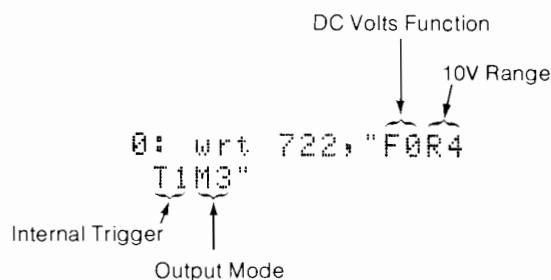 DC Volts Function
10V Range
0: wrt 722,"F0R4
T1M3"
Internal Trigger
Output Mode